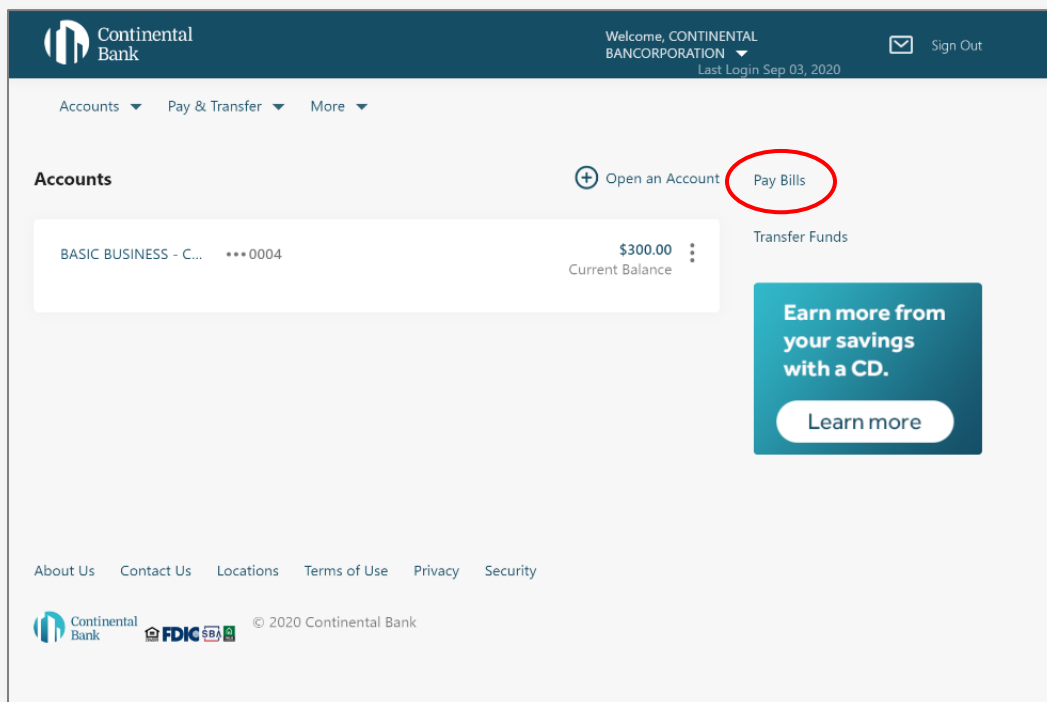 Continental
Bank
Welcome, CONTINENTAL
BANCORPORATION
Last Login Sep 03, 2020
Sign Out
Accounts
Pay & Transfer
More
Accounts
Open an Account
Pay Bills
BASIC BUSINESS - C...
•••0004
$300.00
Current Balance
Transfer Funds
Earn more from
your savings
with a CD.
Learn more
About Us
Contact Us
Locations
Terms of Use
Privacy
Security
Continental
Bank
FDIC
SBA
© 2020 Continental Bank